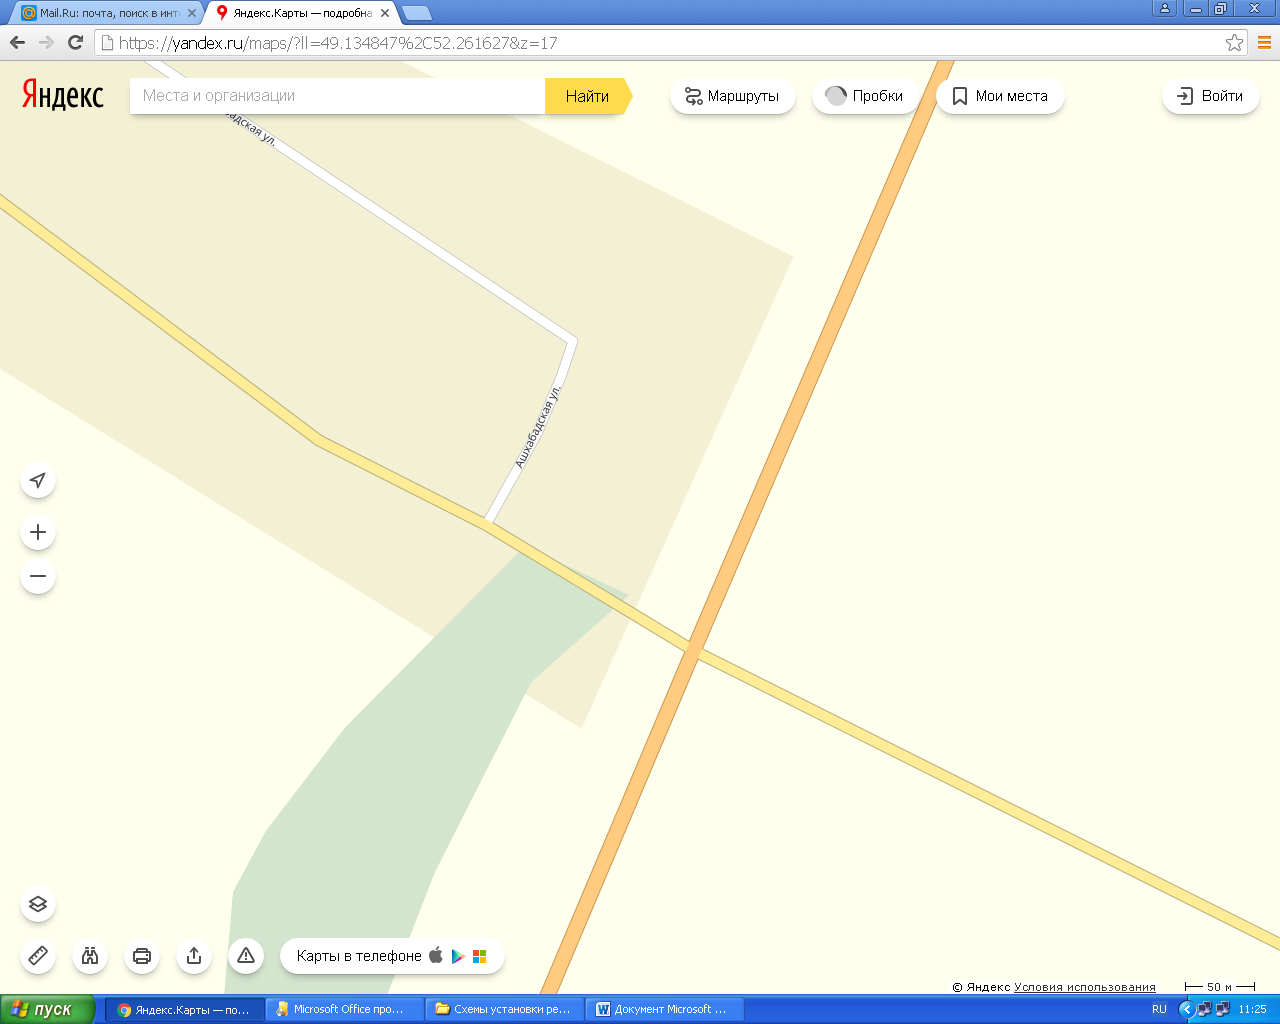 Mail.Ru: почта, поиск в инт
Яндекс.Карты — подробна
https://yandex.ru/maps/?ll=49.134847%2C52.261627&z=17
Яндекс
Места и организации
Найти
Маршруты
Пробки
Мои места
Войти
адская ул.
Ашхабадская ул.
Карты в телефоне
© Яндекс Условия использования
50 м
пуск
Яндекс.Карты — по...
Microsoft Office про...
Схемы установки ре...
Документ Microsoft ...
RU
11:25